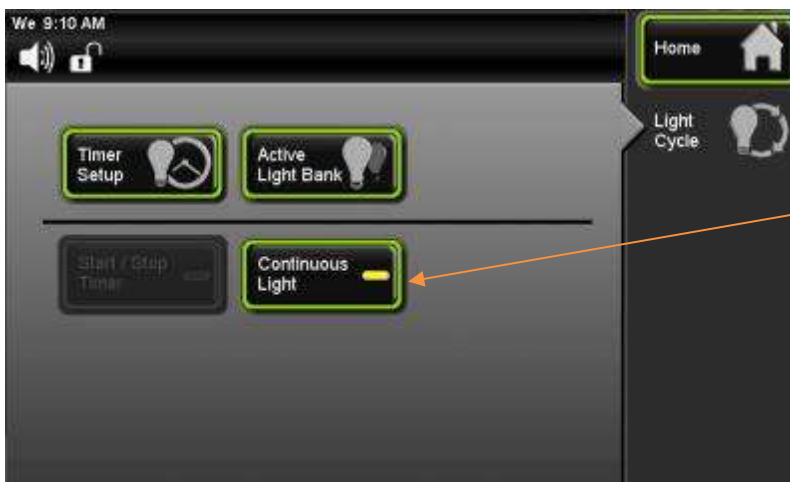 We 9:10 AM
Home
Light
Cycle
Timer
Setup
Active
Light Bank
Start / Stop
Timer
Continuous
Light